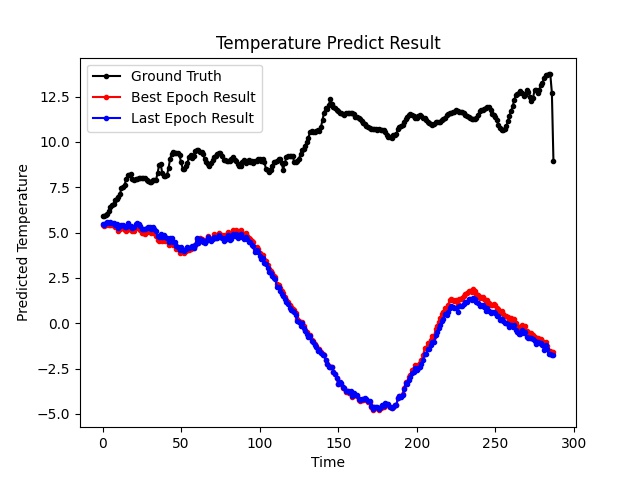 Temperature Predict Result
Ground Truth
Best Epoch Result
Last Epoch Result
12.5
10.0
7.5
5.0
2.5
0.0
−2.5
−5.0
Predicted Temperature
0 50 100 150 200 250 300
Time